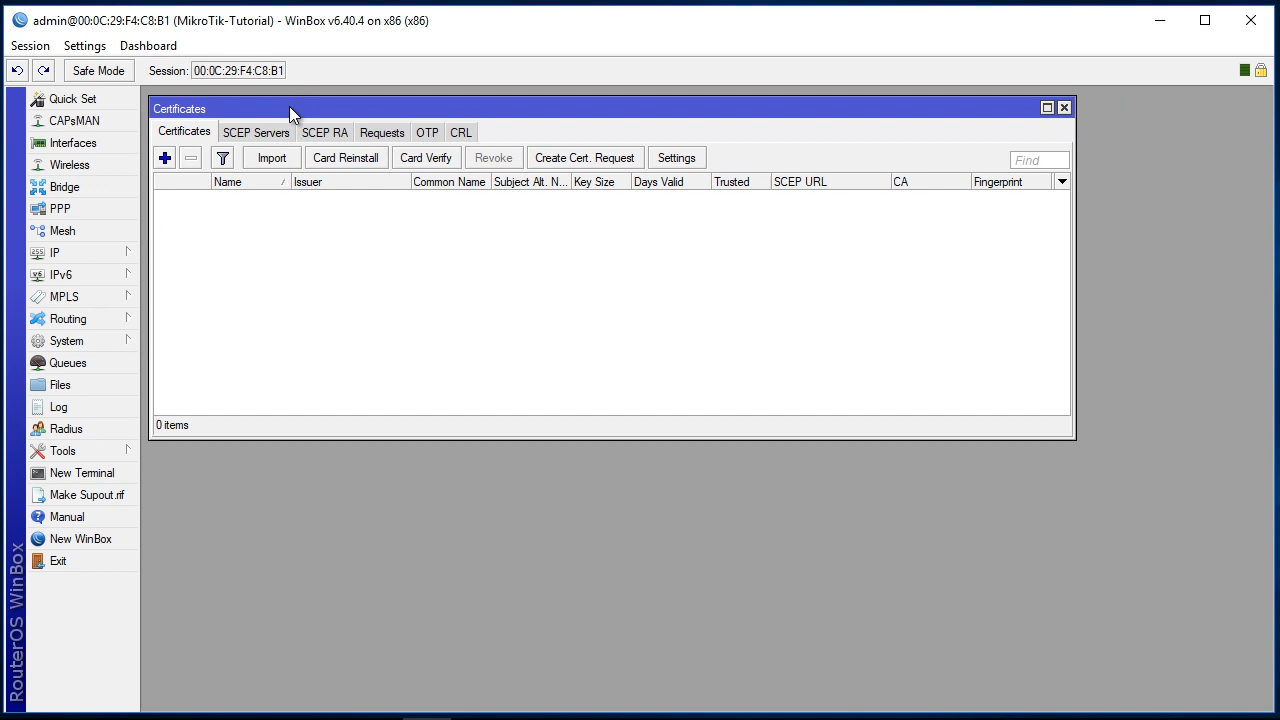 admin@00:0C:29:F4:C8:B1 (MikroTik-Tutorial) - WinBox v6.40.4 on x86 (x86)
Session Settings Dashboard
Safe Mode Session: 00:0C:29:F4:C8:B1
Quick Set
CAPsMAN
Interfaces
Wireless
Bridge
PPP
Mesh
IP
IPv6
MPLS
Routing
System
Queues
Files
Log
Radius
Tools
New Terminal
Make Supout.rif
Manual
New WinBox
Exit
RouterOS WinBox
Certificates
Certificates SCEP Servers SCEP RA Requests OTP CRL
Import Card Reinstall Card Verify Revoke Create Cert. Request Settings Find
Name Issuer Common Name Subject Alt. N... Key Size Days Valid Trusted SCEP URL CA Fingerprint
0 items